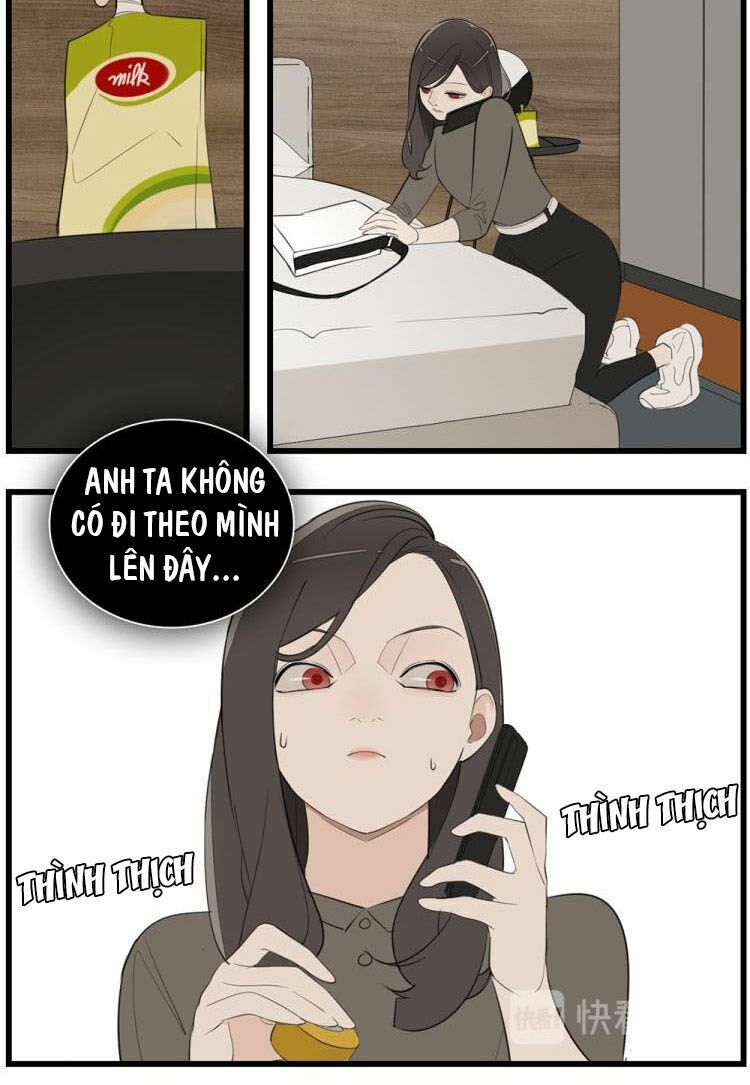 milk
ANH TA KHÔNG
CÓ ĐI THEO MÌNH
LÊN ĐÂY...
THÌNH THỊCH
THÌNH THỊCH
快看